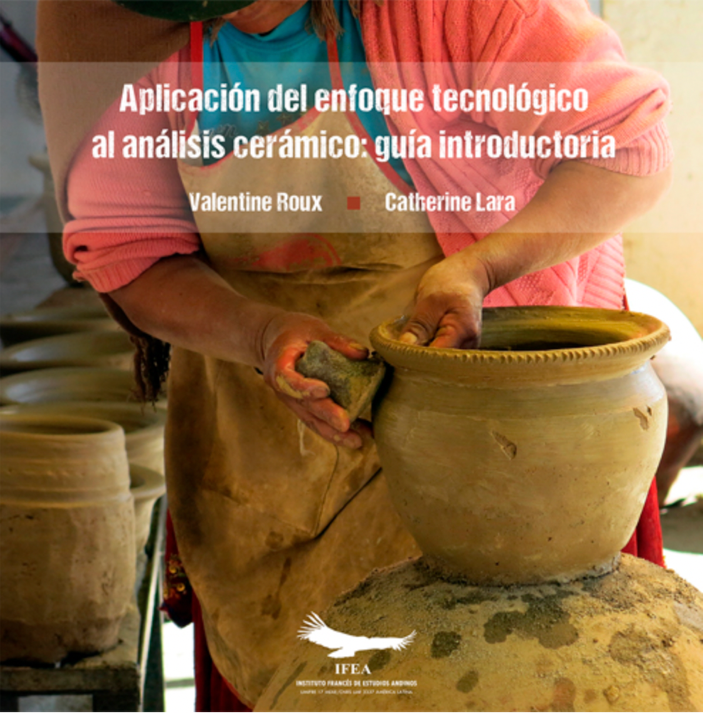 Aplicación del enfoque tecnológico
al análisis cerámico: guía introductoria
Valentine Roux ■ Catherine Lara
IFEA
INSTITUTO FRANCÉS DE ESTUDIOS ANDINOS